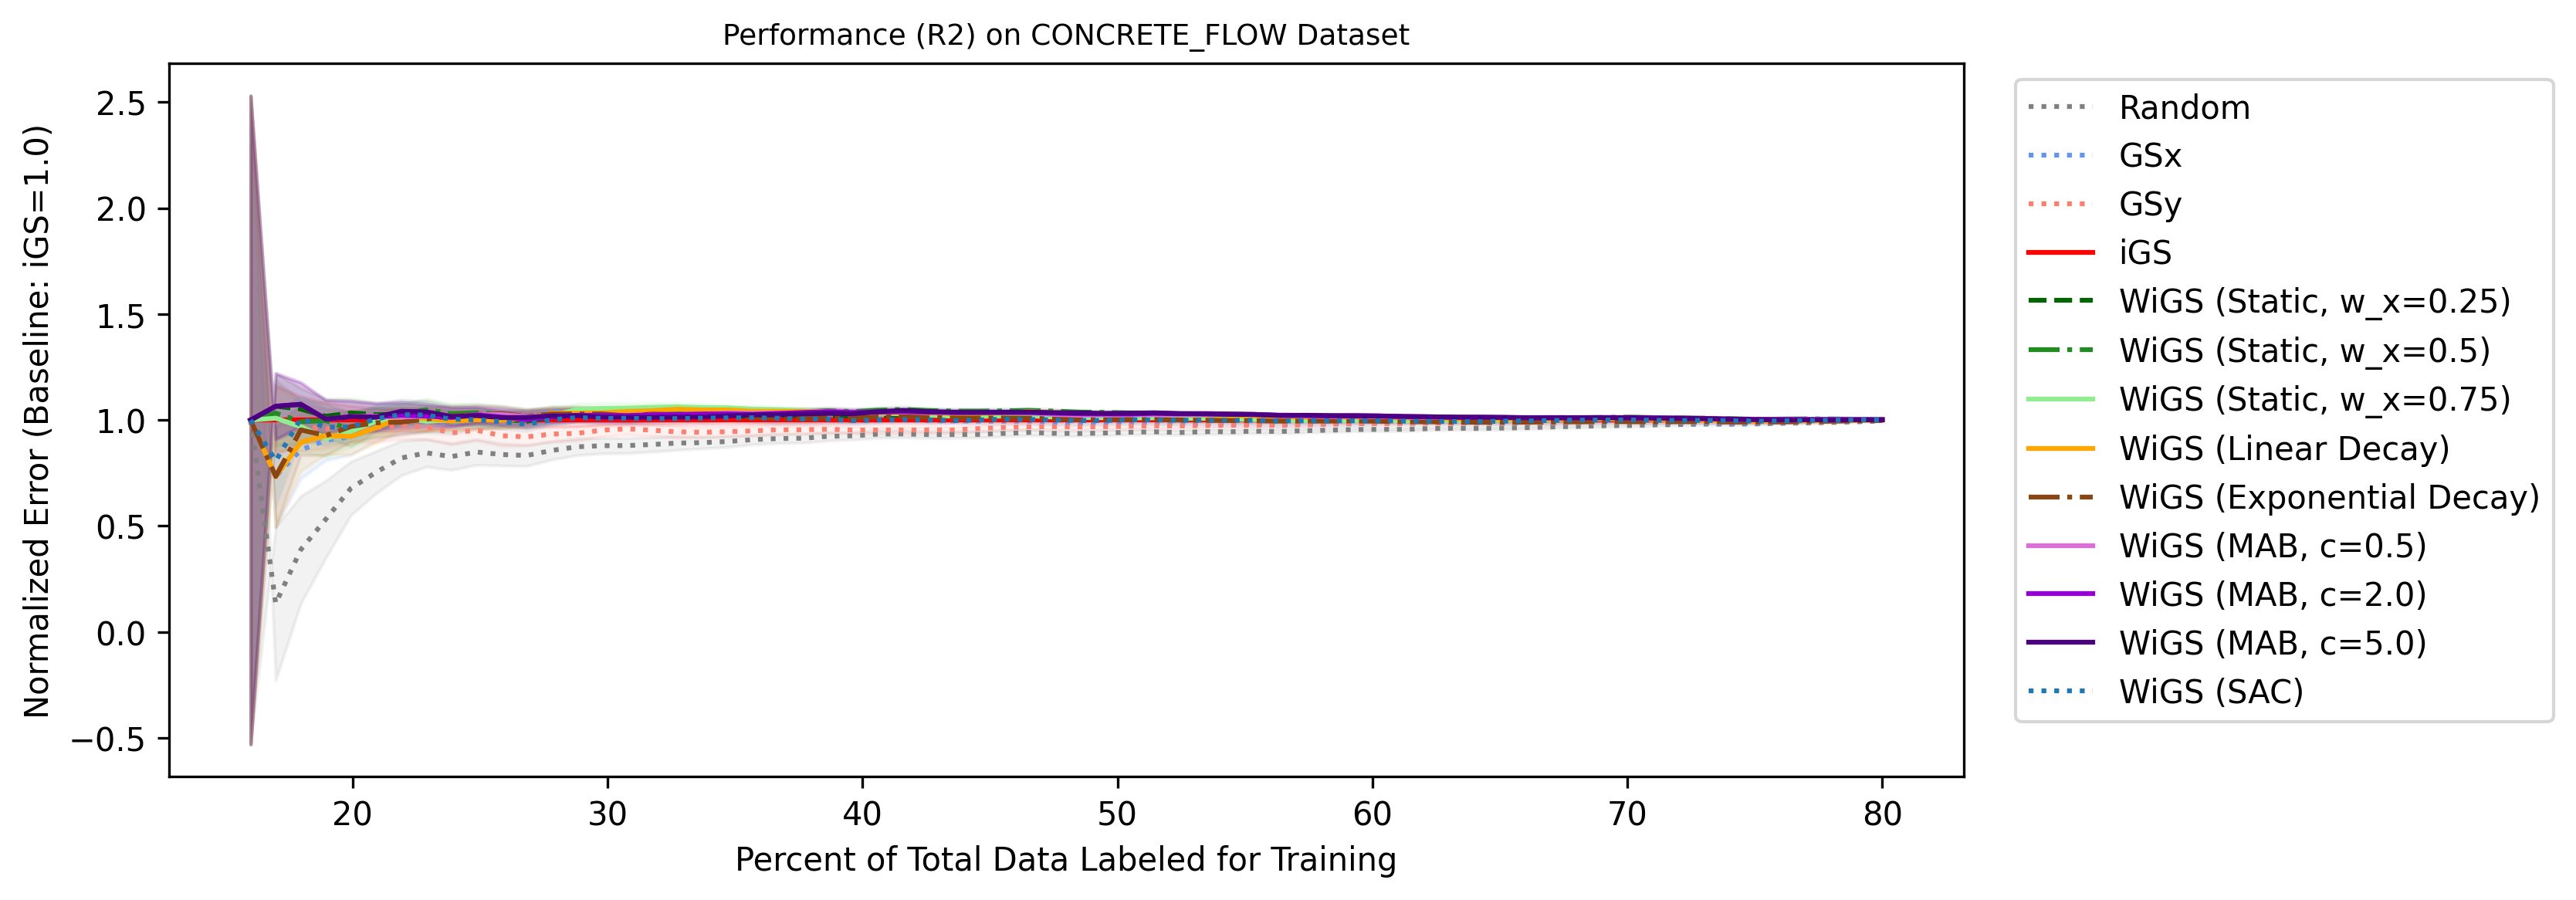 Performance (R2) on CONCRETE_FLOW Dataset
Normalized Error (Baseline: iGS=1.0)
2.5
2.0
1.5
1.0
0.5
0.0
−0.5
20
30
40
50
60
70
80
Percent of Total Data Labeled for Training
Random
GSx
GSy
iGS
WiGS (Static, w_x=0.25)
WiGS (Static, w_x=0.5)
WiGS (Static, w_x=0.75)
WiGS (Linear Decay)
WiGS (Exponential Decay)
WiGS (MAB, c=0.5)
WiGS (MAB, c=2.0)
WiGS (MAB, c=5.0)
WiGS (SAC)